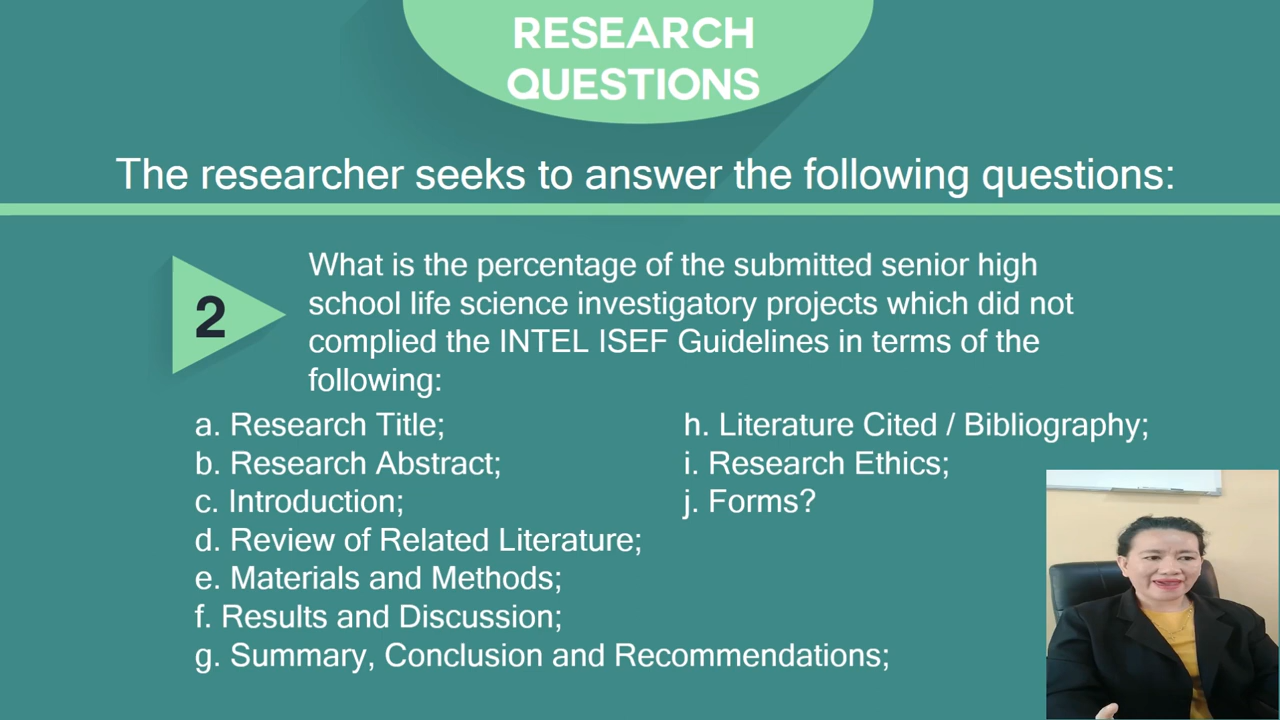 RESEARCH
QUESTIONS
The researcher seeks to answer the following questions:
2
What is the percentage of the submitted senior high
school life science investigatory projects which did not
complied the INTEL ISEF Guidelines in terms of the
following:
a. Research Title;
b. Research Abstract;
c. Introduction;
d. Review of Related Literature;
e. Materials and Methods;
f. Results and Discussion;
g. Summary, Conclusion and Recommendations;
h. Literature Cited / Bibliography;
i. Research Ethics;
j. Forms?